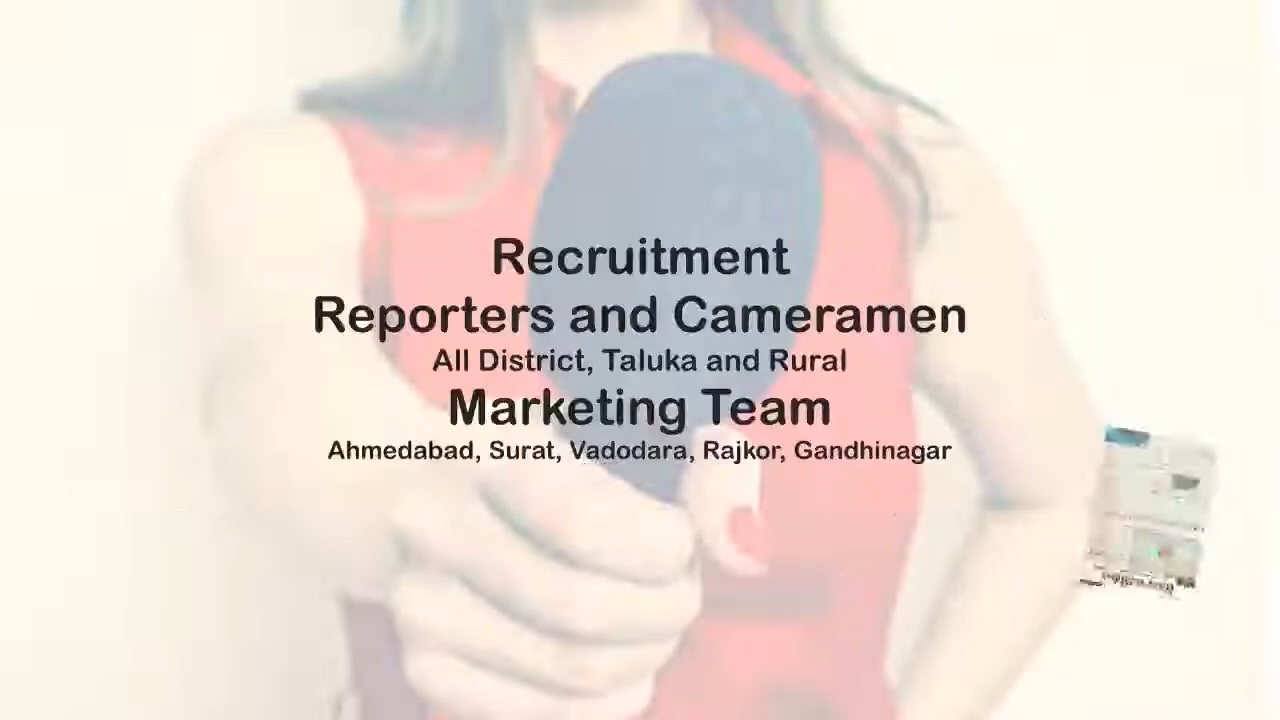 Recruitment
Reporters and Cameramen
All District, Taluka and Rural
Marketing Team
Ahmedabad, Surat, Vadodara, Rajkor, Gandhinagar